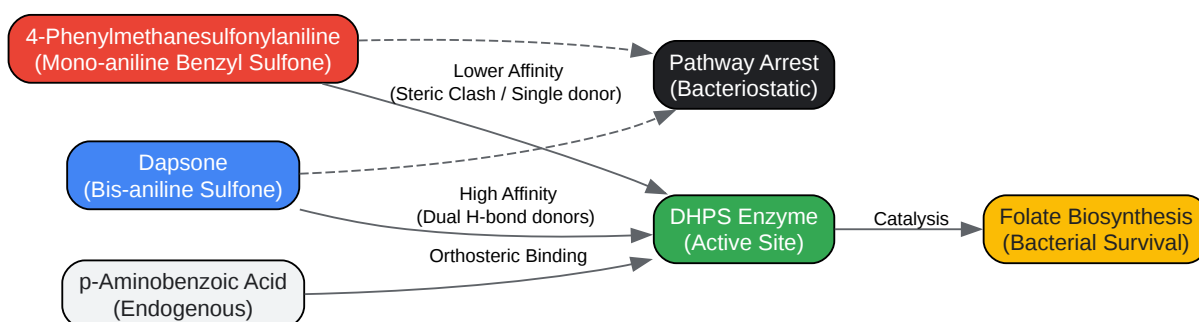 4-Phenylmethanesulfonylaniline
(Mono-aniline Benzyl Sulfone)
Lower Affinity
(Steric Clash / Single donor)
Pathway Arrest
(Bacteriostatic)
Dapsone
(Bis-aniline Sulfone)
High Affinity
(Dual H-bond donors)
DHPS Enzyme
(Active Site)
Catalysis
Folate Biosynthesis
(Bacterial Survival)
Orthosteric Binding
p-Aminobenzoic Acid
(Endogenous)